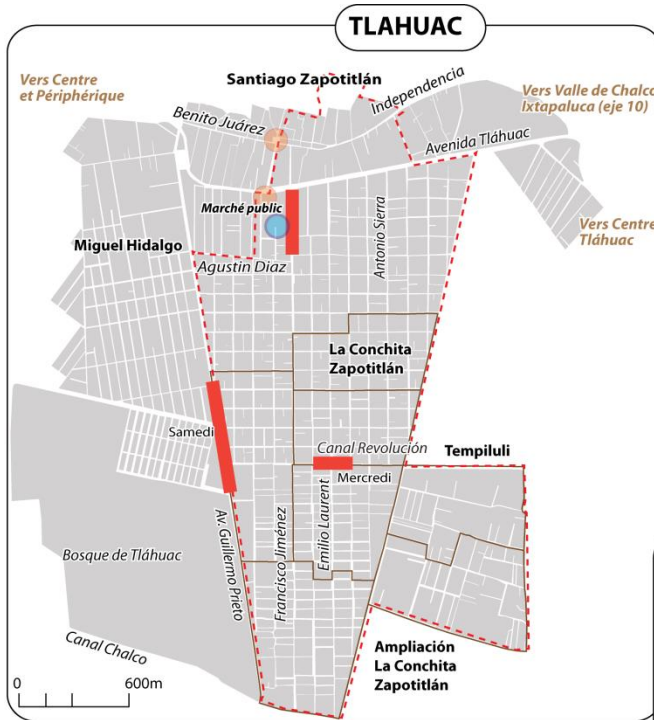 TLAHUAC
Vers Centre
et Périphérique
Santiago Zapotitlán
Independencia
Vers Valle de Chalco
Ixtapaluca (eje 10)
Benito Juárez
Avenida Tláhuac
Marché public
Antonio Sierra
Vers Centre
Tláhuac
Miguel Hidalgo
Agustin Diaz
La Conchita
Zapotitlán
Samedi
Canal Revolución
Tempiluli
Mercredi
Emilio Laurent
Francisco Jiménez
Av. Guillermo Prieto
Bosque de Tláhuac
Canal Chalco
Ampliación
La Conchita
Zapotitlán
0 600m